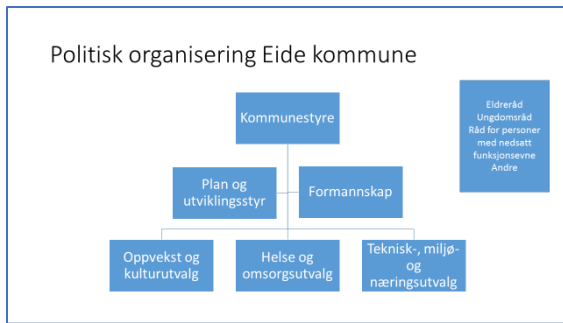 Politisk organisering Eide kommune
Eldreråd
Ungdomsråd
Råd for personer
med nedsatt
funksjonsevne
Andre
Kommunestyre
Plan og
utviklingsstyr
Formannskap
Oppvekst og
kulturutvalg
Helse og
omsorgsutvalg
Teknisk-, miljø-
og
næringsutvalg